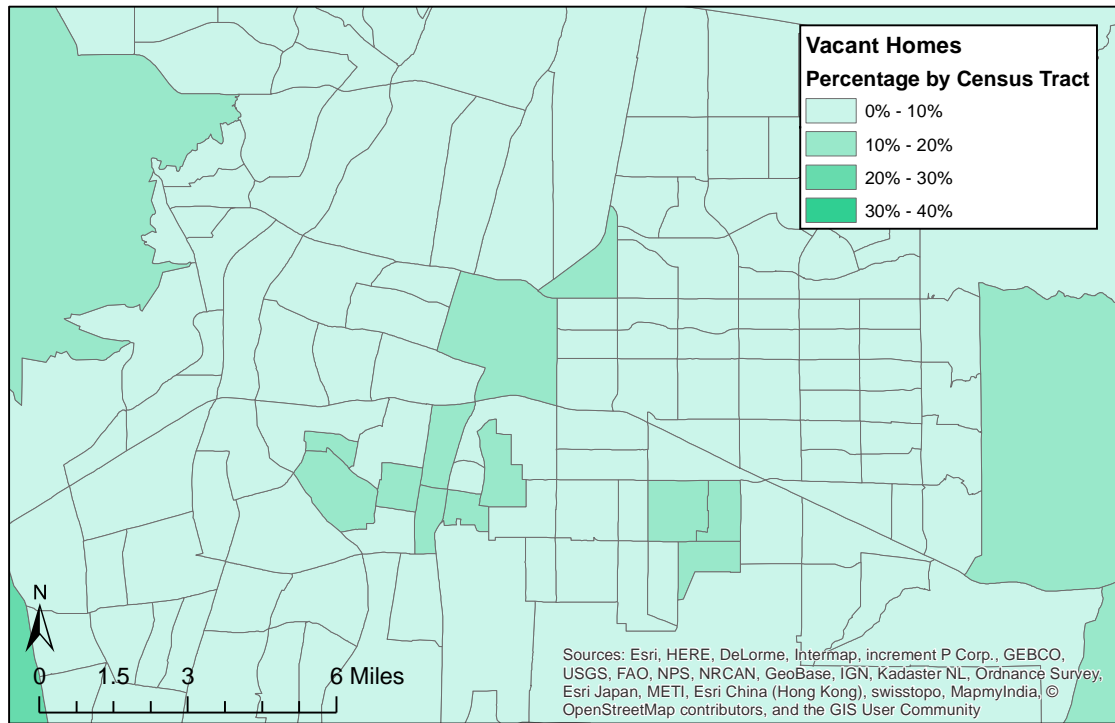 Vacant Homes
Percentage by Census Tract
0% - 10%
10% - 20%
20% - 30%
30% - 40%
N
0 1.5 3 6 Miles
Sources: Esri, HERE, DeLorme, Intermap, increment P Corp., GEBCO,
USGS, FAO, NPS, NRCAN, GeoBase, IGN, Kadaster NL, Ordnance Survey,
Esri Japan, METI, Esri China (Hong Kong), swisstopo, MapmyIndia, ©
OpenStreetMap contributors, and the GIS User Community